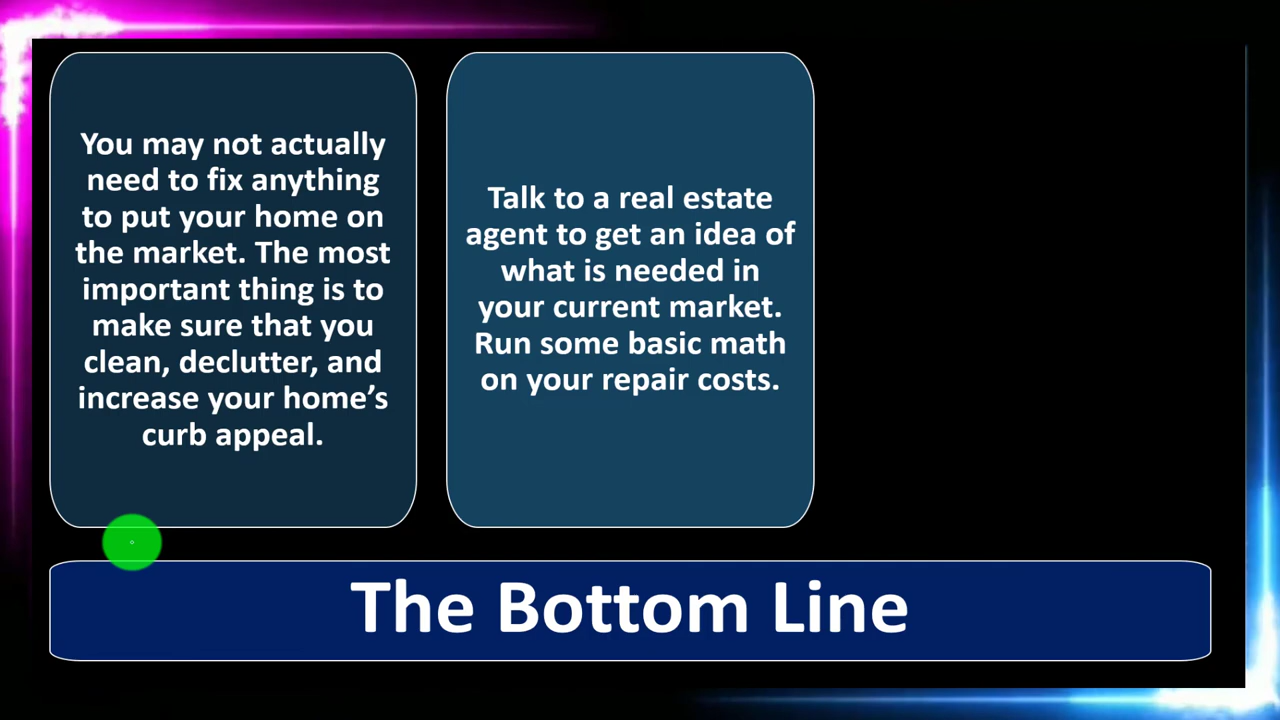 You may not actually
need to fix anything
to put your home on
the market. The most
important thing is to
make sure that you
clean, declutter, and
increase your home’s
curb appeal.
Talk to a real estate
agent to get an idea of
what is needed in
your current market.
Run some basic math
on your repair costs.
The Bottom Line